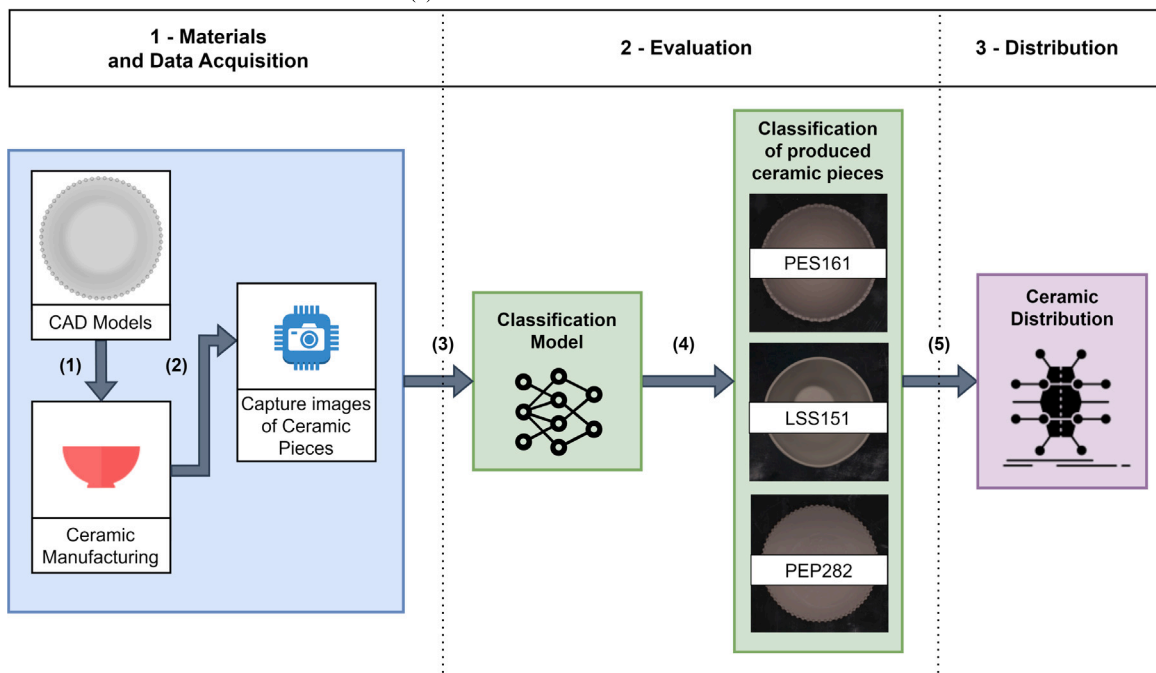 1 - Materials
and Data Acquisition
2 - Evaluation
3 - Distribution
CAD Models
(1)
(2)
Ceramic
Manufacturing
Capture images
of Ceramic
Pieces
(3)
Classification
Model
(4)
Classification
of produced
ceramic pieces
PES161
LSS151
PEP282
(5)
Ceramic
Distribution